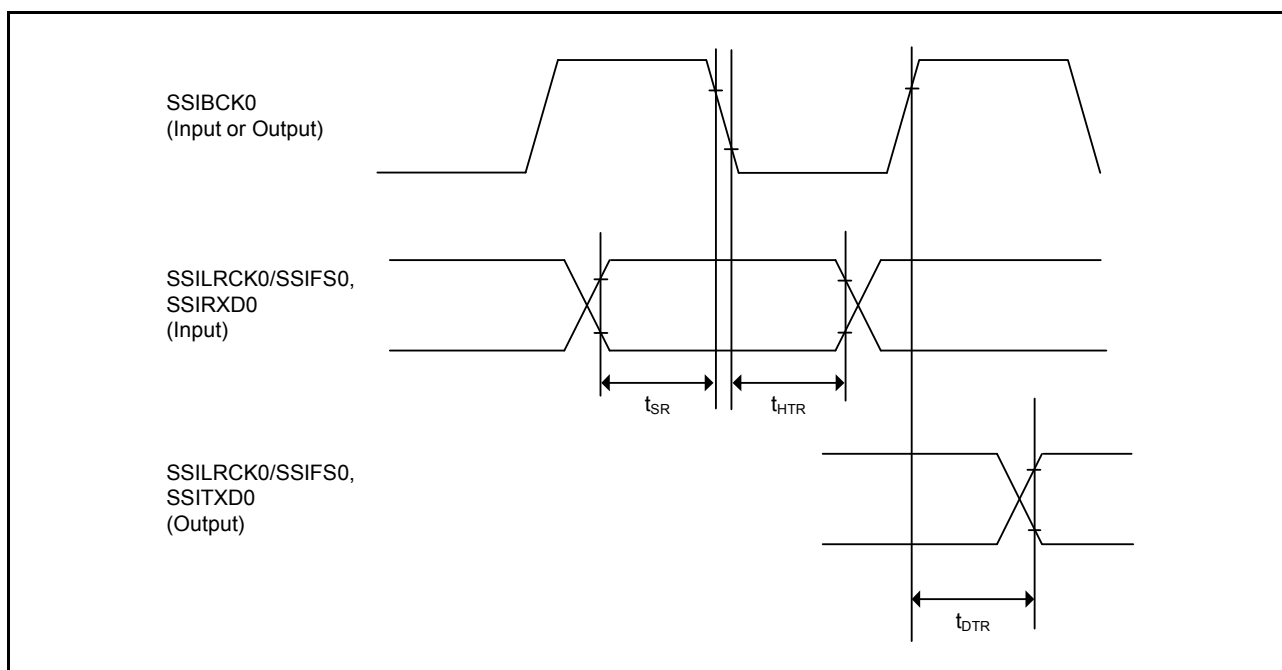 SSIBCK0
(Input or Output)
SSILRCK0/SSIFS0,
SSIRXD0
(Input)
tSR
tHTR
SSILRCK0/SSIFS0,
SSITXD0
(Output)
tDTR